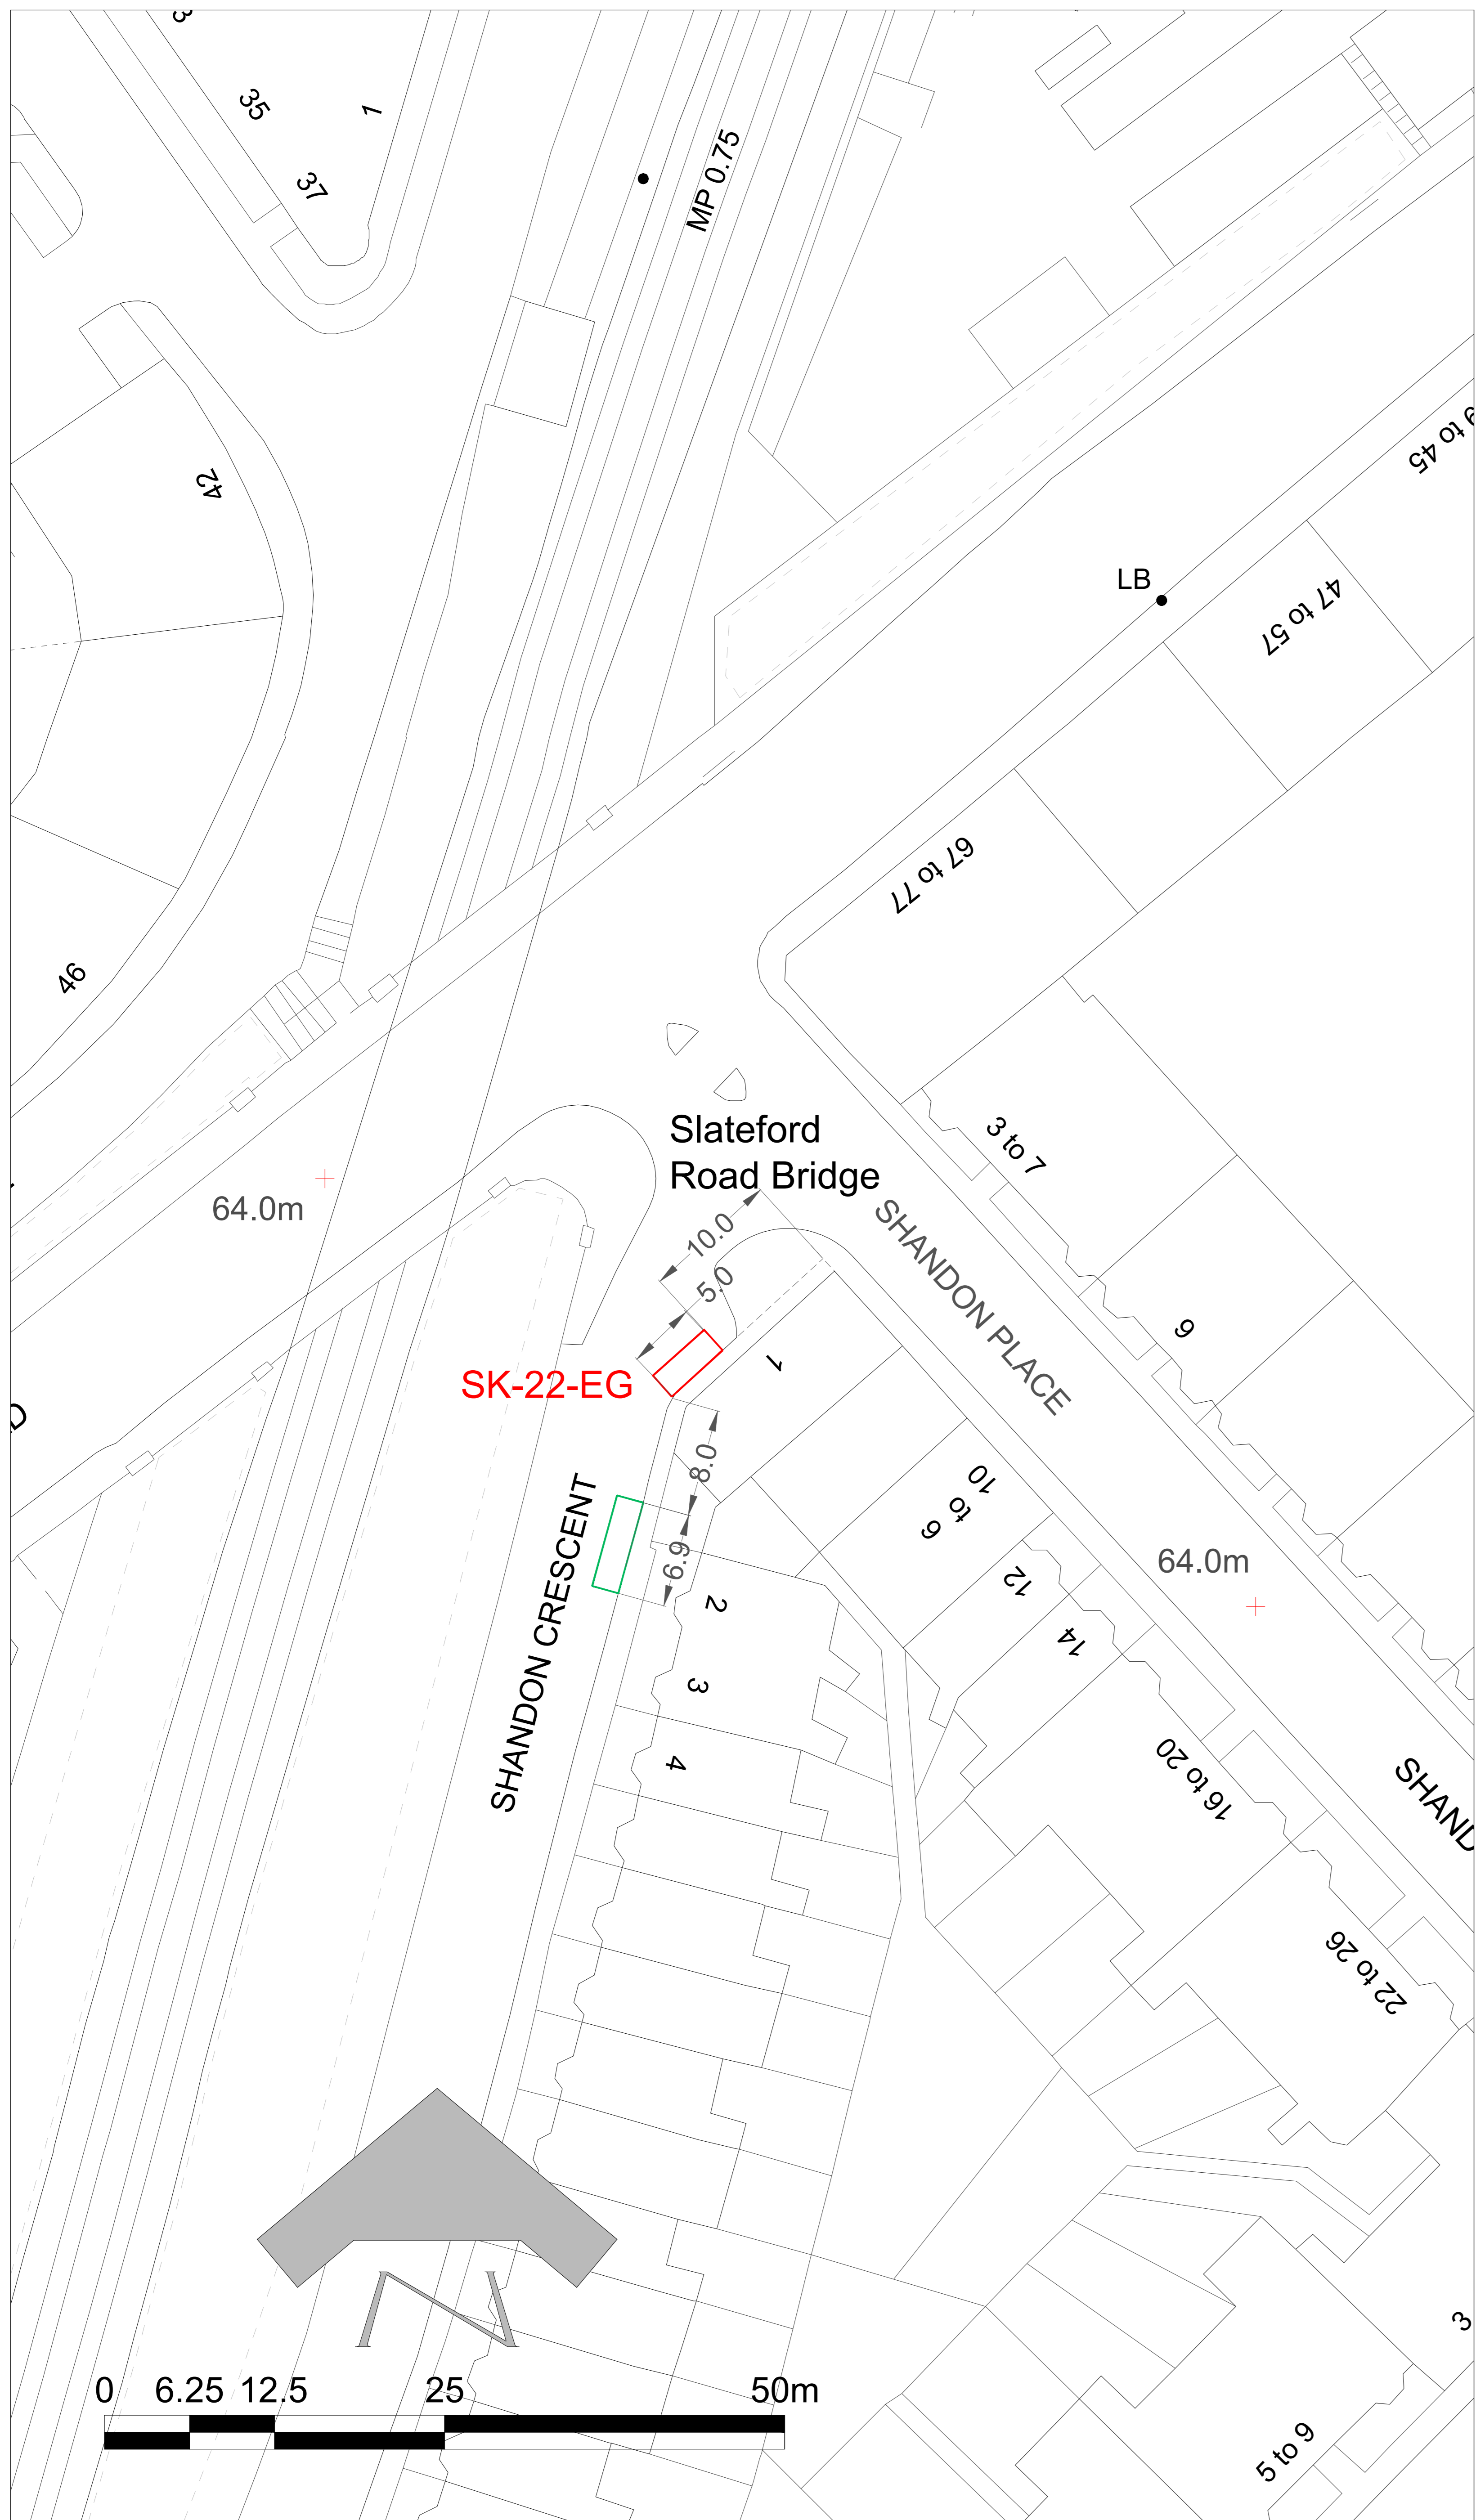 35
1
37
MP 0.75
9 to 45
42
LB
47 to 57
67 to 77
46
3 to 7
Slateford
Road Bridge
64.0m
10.0
5.0
SHANDON PLACE
9
1
SK-22-EG
8.0
6.9
SHANDON CRESCENT
6
to
10
12
64.0m
14
2
3
4
16 to 20
SHAND
22 to 26
N
3
0 6.25 12.5 25 50m
5 to 9